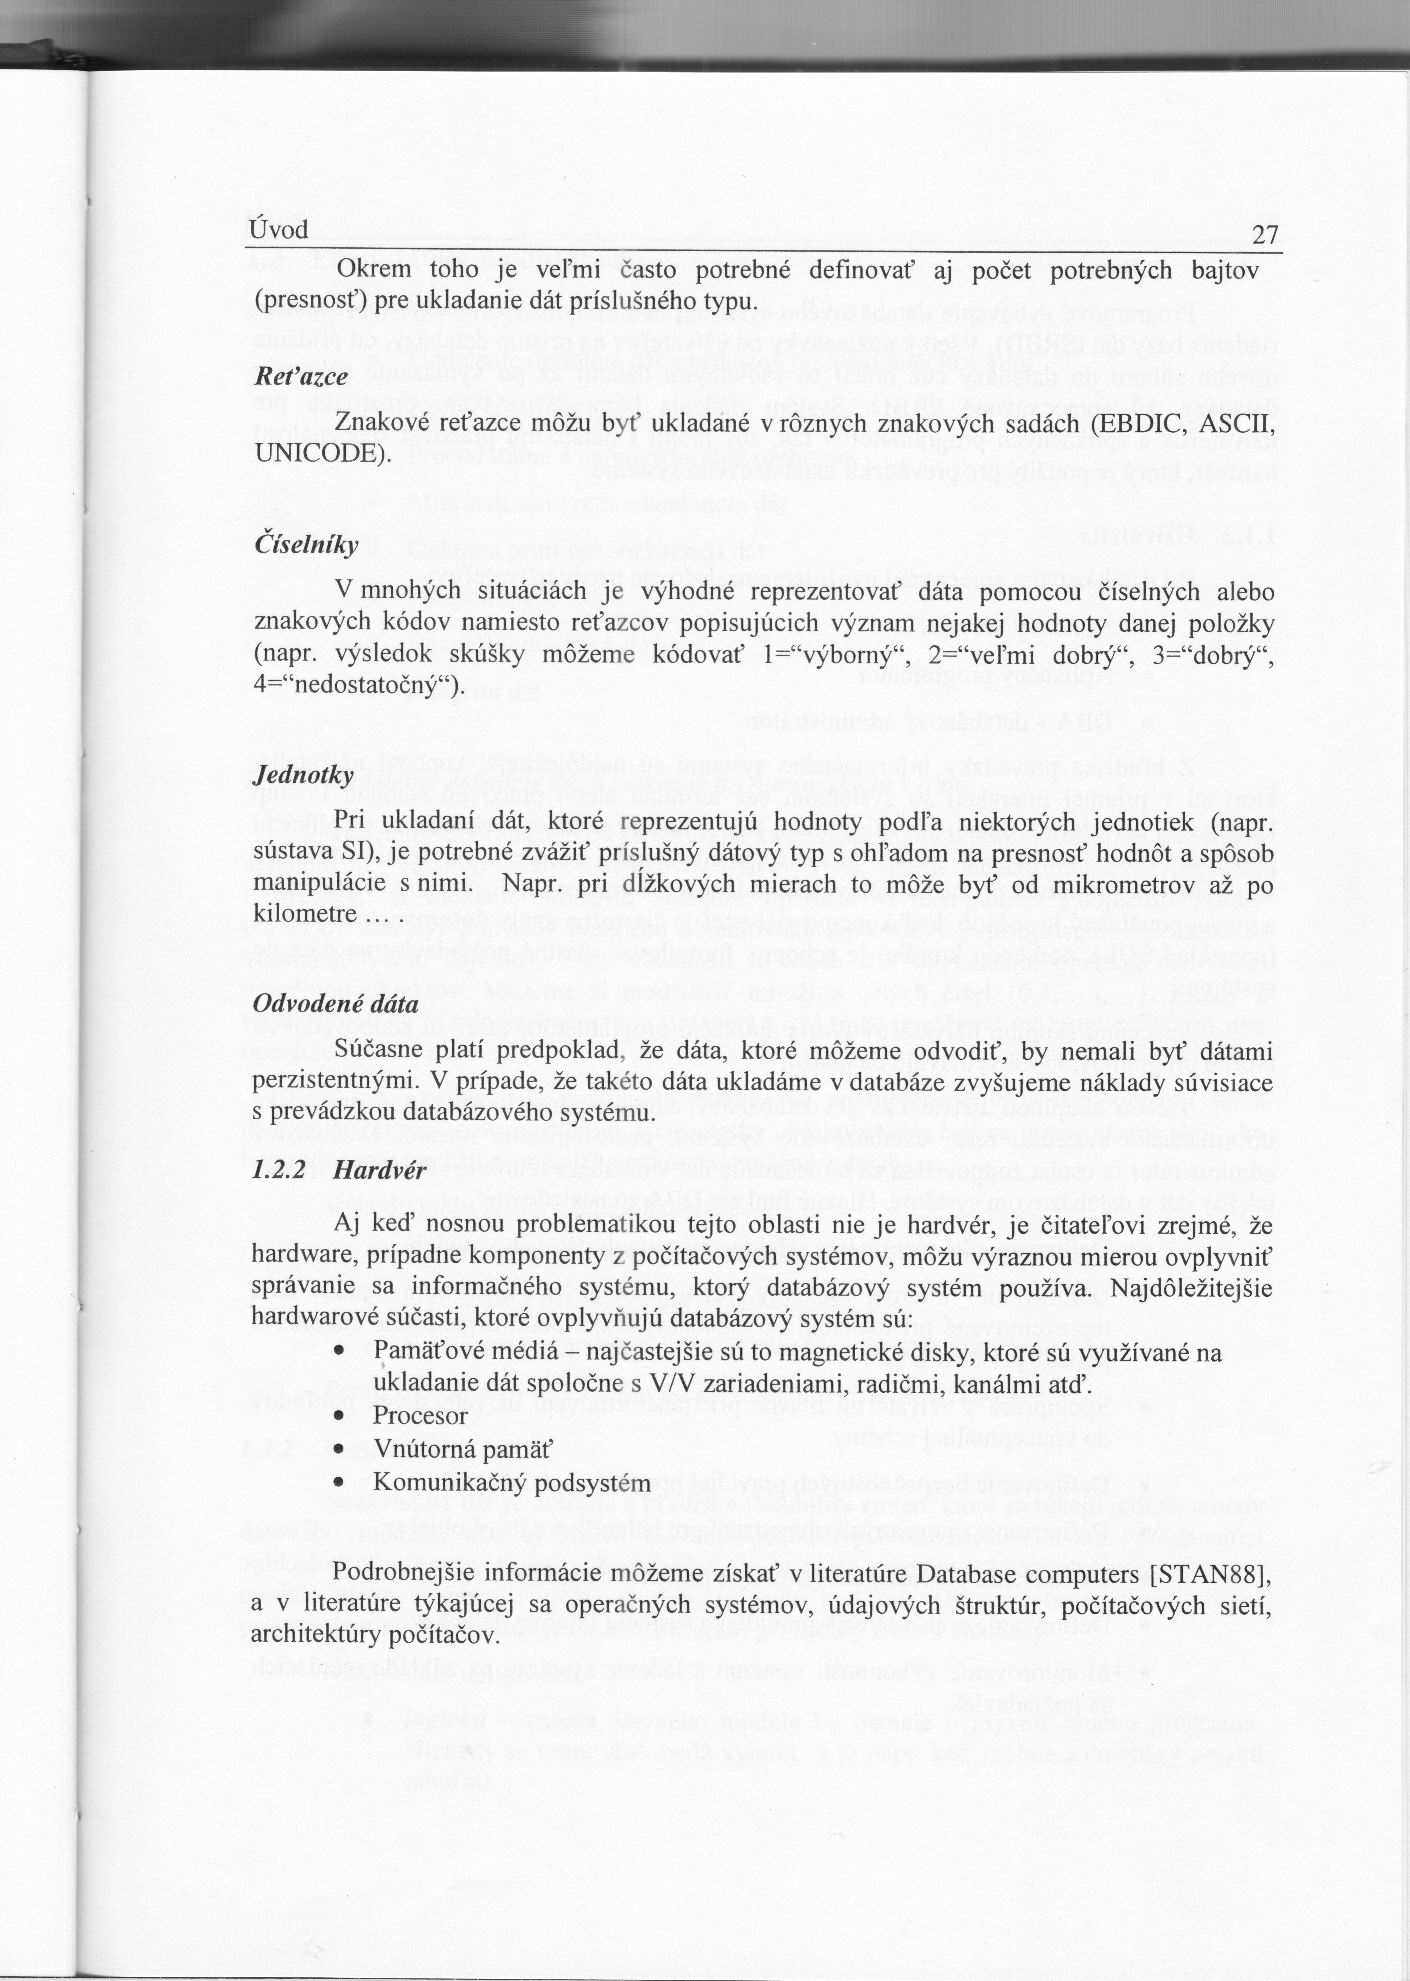 Úvod 27
Okrem toho je veľmi často potrebné definovať aj počet potrebných bajtov
(presnosť) pre ukladanie dát príslušného typu.
Reťazce
Znakové reťazce môžu byť ukladané v rôznych znakových sadách (EBDIC, ASCII,
UNICODE).
Číselníky
V mnohých situáciách je výhodné reprezentovať dáta pomocou číselných alebo
znakových kódov namiesto reťazcov popisujúcich význam nejakej hodnoty danej položky
(napr. výsledok skúšky môžeme kódovať 1=“výborný“, 2=“veľmi dobrý“, 3=“dobrý“,
4=“nedostatočný“).
Jednotky
Pri ukladaní dát, ktoré reprezentujú hodnoty podľa niektorých jednotiek (napr.
sústava SI), je potrebné zvážiť príslušný dátový typ s ohľadom na presnosť hodnôt a spôsob
manipulácie s nimi. Napr. pri dĺžkových mierach to môže byť od mikrometrov až po
kilometre ....
Odvodené dáta
Súčasne platí predpoklad, že dáta, ktoré môžeme odvodiť, by nemali byť dátami
perzistentnými. V prípade, že takéto dáta ukladáme v databáze zvyšujeme náklady súvisiace
s prevádzkou databázového systému.
1.2.2 Hardvér
Aj keď nosnou problematikou tejto oblasti nie je hardvér, je čitateľovi zrejmé, že
hardware, prípadne komponenty z počítačových systémov, môžu výraznou mierou ovplyvniť
správanie sa informačného systému, ktorý databázový systém používa. Najdôležitejšie
hardwarové súčasti, ktoré ovplyvňujú databázový systém sú:
• Pamäťové médiá – najčastejšie sú to magnetické disky, ktoré sú využívané na
ukladanie dát spoločne s V/V zariadeniami, radičmi, kanálmi atď.
• Procesor
• Vnútorná pamäť
• Komunikačný podsystém
Podrobnejšie informácie môžeme získať v literatúre Database computers [STAN88],
a v literatúre týkajúcej sa operačných systémov, údajových štruktúr, počítačových sietí,
architektúry počítačov.